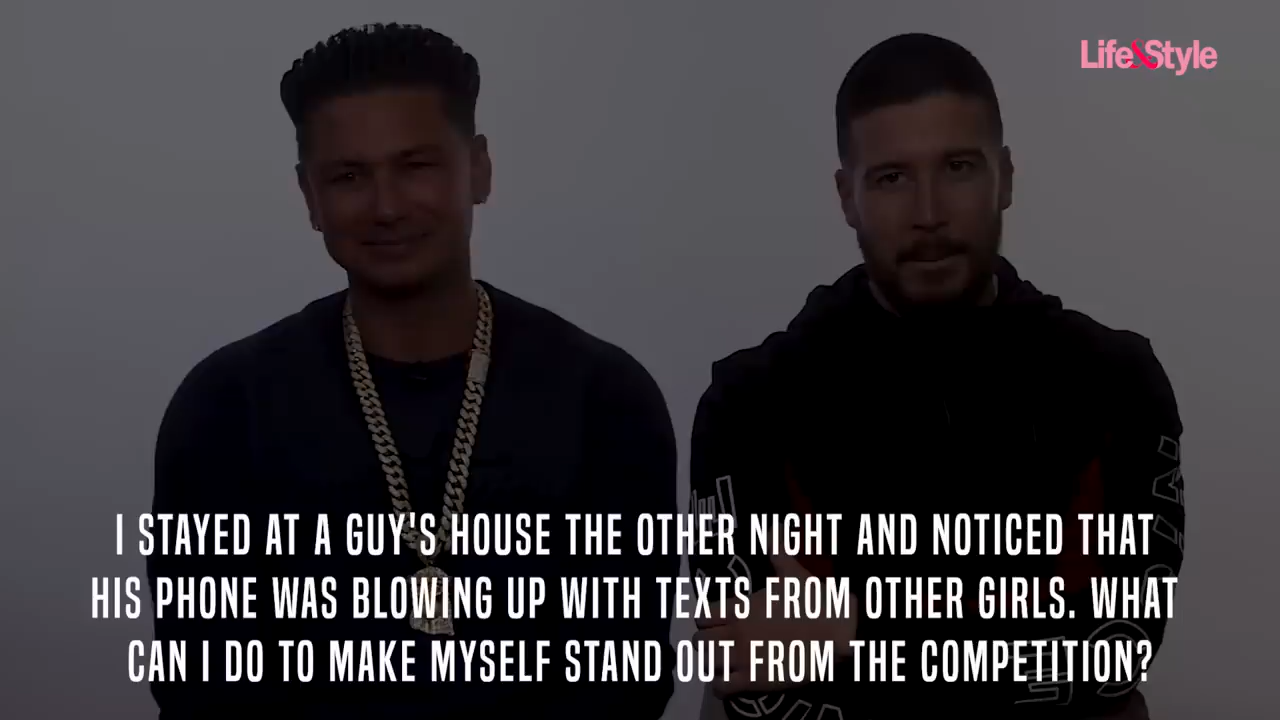 Life&Style
I STAYED AT A GUY'S HOUSE THE OTHER NIGHT AND NOTICED THAT
HIS PHONE WAS BLOWING UP WITH TEXTS FROM OTHER GIRLS. WHAT
CAN I DO TO MAKE MYSELF STAND OUT FROM THE COMPETITION?